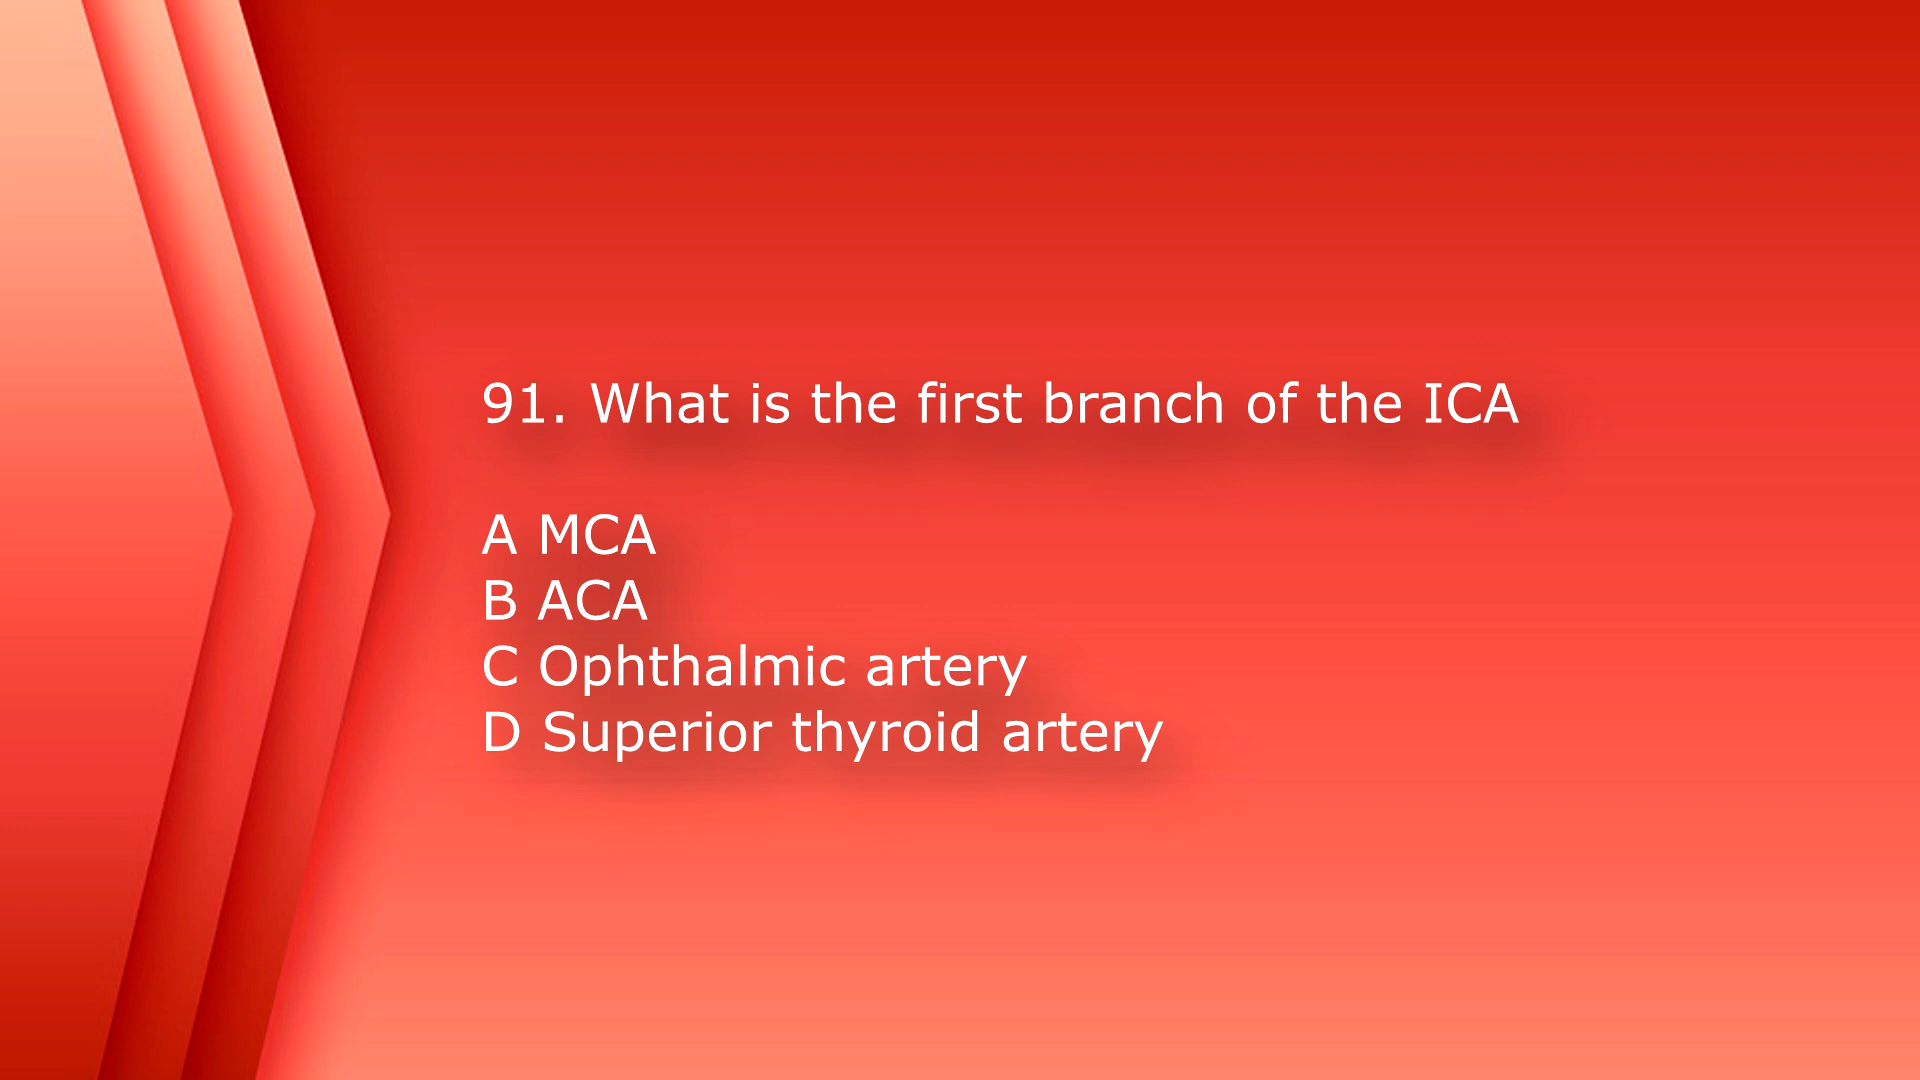 91. What is the first branch of the ICA
A MCA
B ACA
C Ophthalmic artery
D Superior thyroid artery